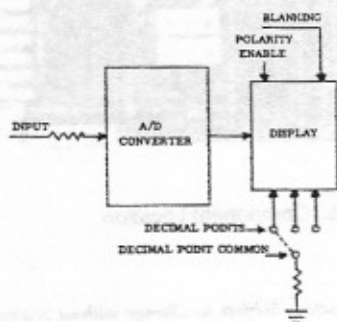 BLANKING
POLARITY
ENABLE
INPUT
A/D
CONVERTER
DISPLAY
DECIMAL POINTS
DECIMAL POINT COMMON